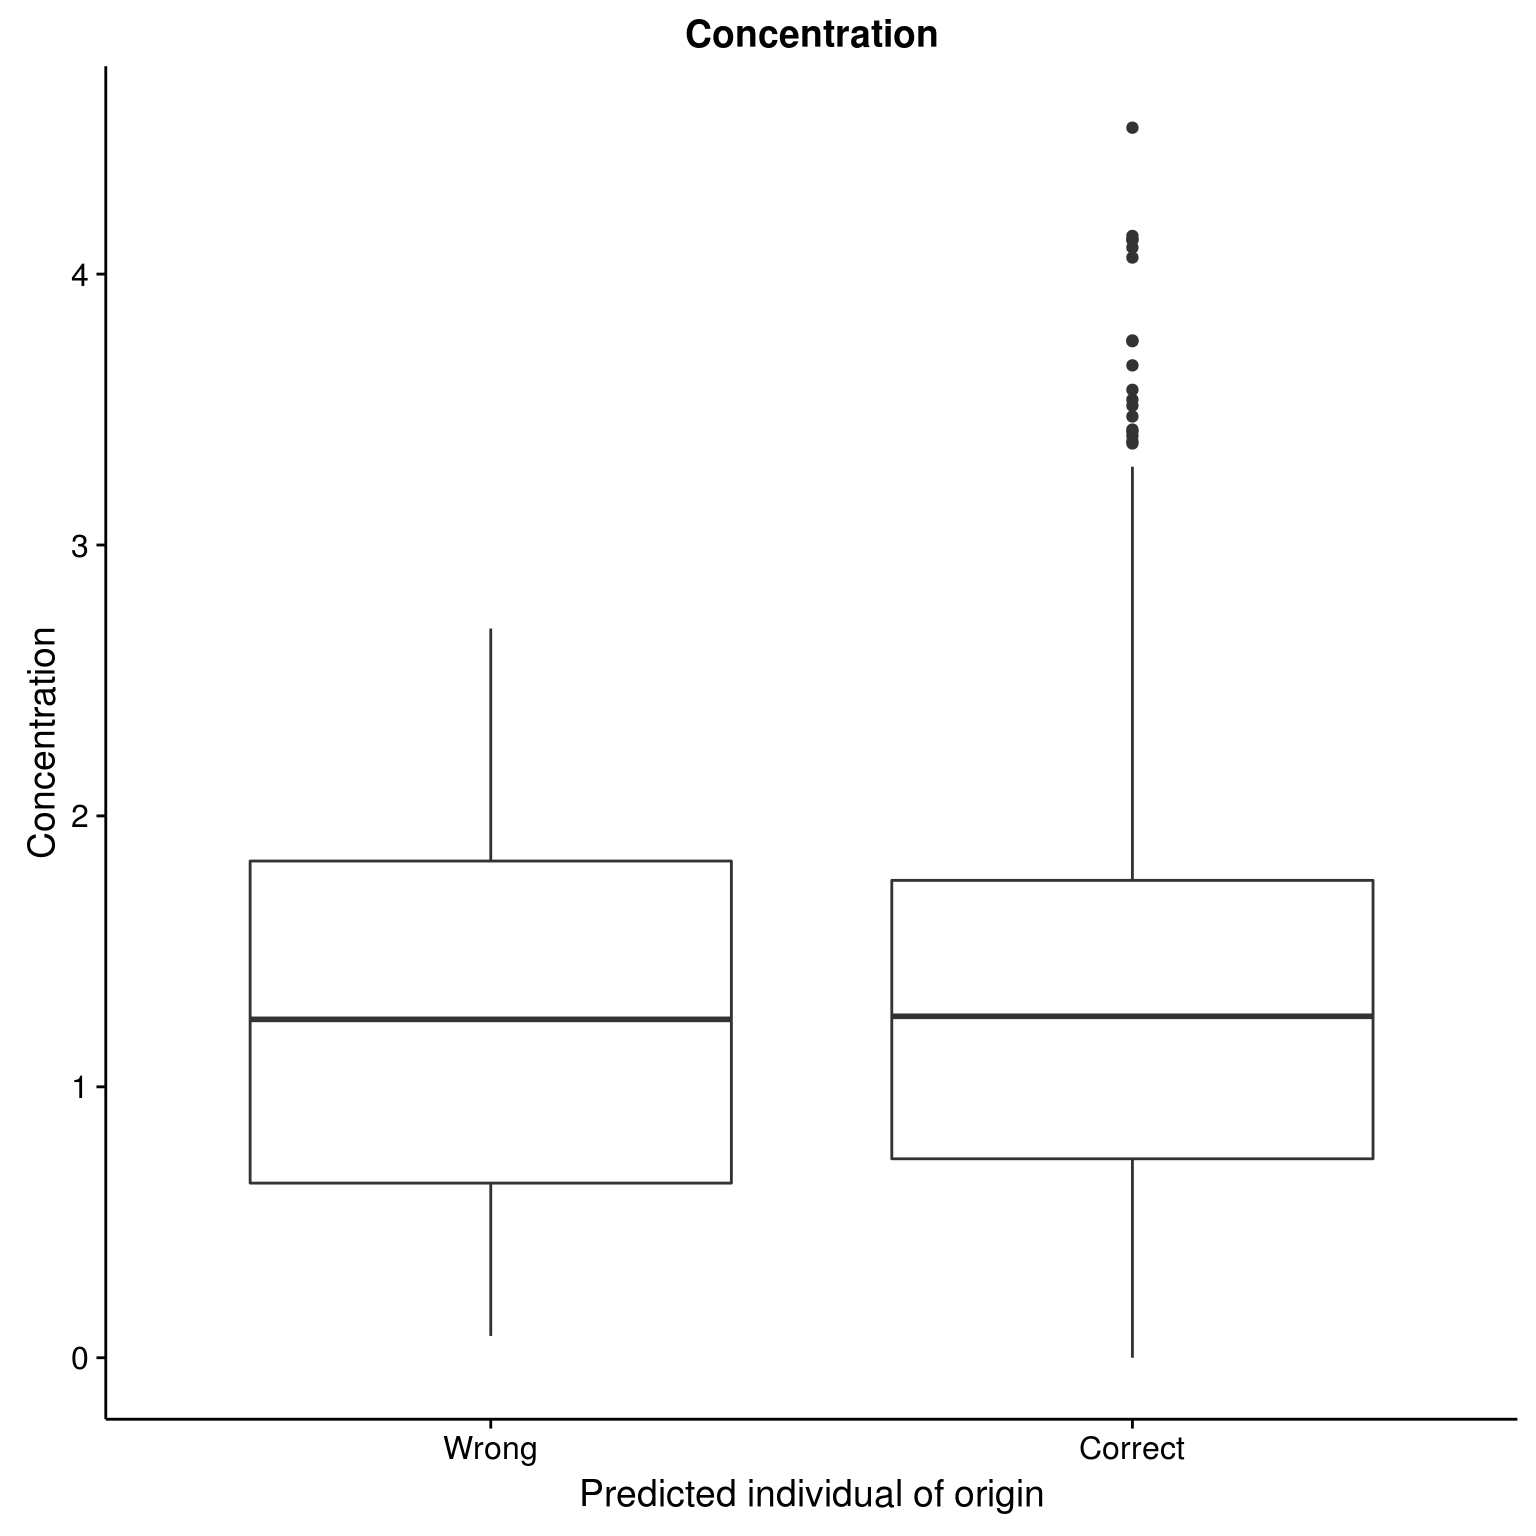 Concentration
Concentration
4
3
2
1
0
Wrong
Correct
Predicted individual of origin